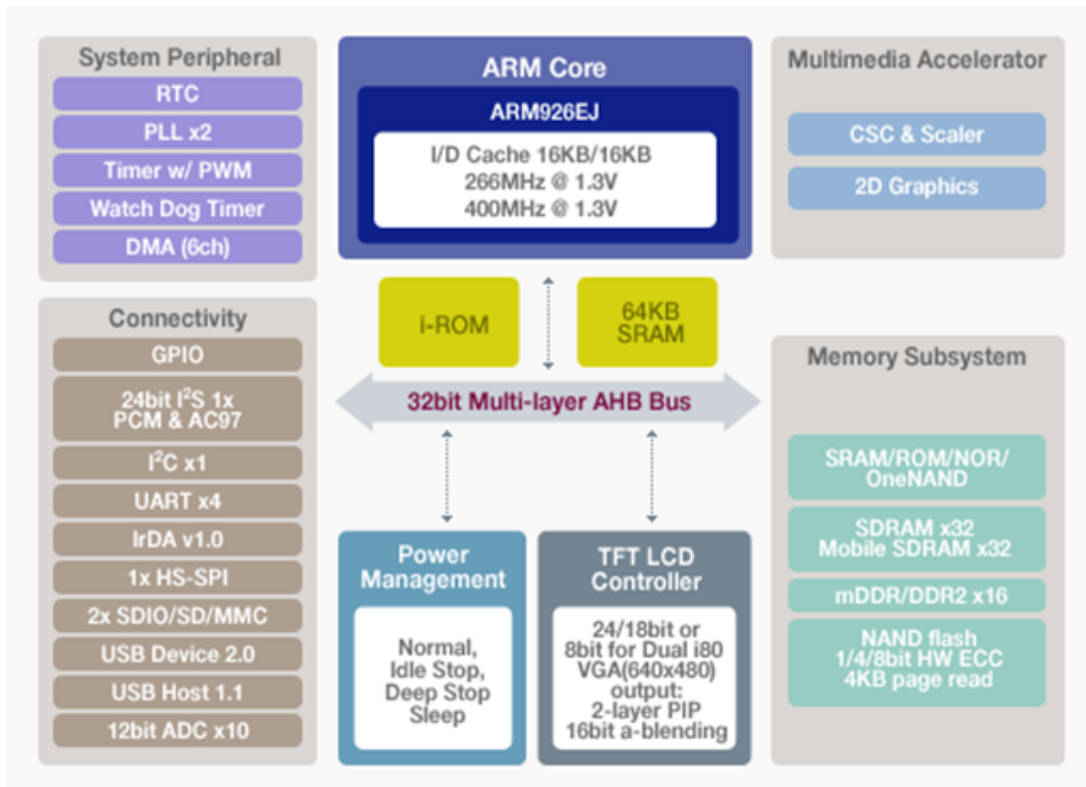 System Peripheral
RTC
PLL x2
Timer w/ PWM
Watch Dog Timer
DMA (6ch)
Connectivity
GPIO
24bit I²S 1x
PCM & AC97
I²C x1
UART x4
IrDA v1.0
1x HS-SPI
2x SDIO/SD/MMC
USB Device 2.0
USB Host 1.1
12bit ADC x10
ARM Core
ARM926EJ
I/D Cache 16KB/16KB
266MHz @ 1.3V
400MHz @ 1.3V
i-ROM
64KB
SRAM
32bit Multi-layer AHB Bus
Power
Management
Normal,
Idle Stop,
Deep Stop
Sleep
TFT LCD
Controller
24/18bit or
8bit for Dual i80
VGA(640x480)
output:
2-layer PIP
16bit a-blending
Multimedia Accelerator
CSC & Scaler
2D Graphics
Memory Subsystem
SRAM/ROM/NOR/
OneNAND
SDRAM x32
Mobile SDRAM x32
mDDR/DDR2 x16
NAND flash
1/4/8bit HW ECC
4KB page read